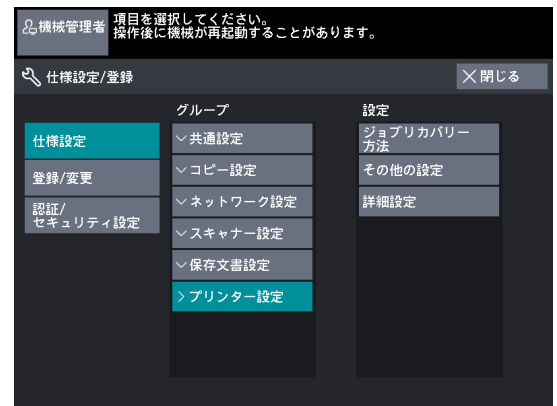 機械管理者
項目を選択してください。
操作後に機械が再起動することがあります。
仕様設定/登録
閉じる
グループ
設定
仕様設定
登録/変更
認証/
セキュリティ設定
共通設定
コピー設定
ネットワーク設定
スキャナー設定
保存文書設定
プリンター設定
ジョブリカバリー
方法
その他の設定
詳細設定